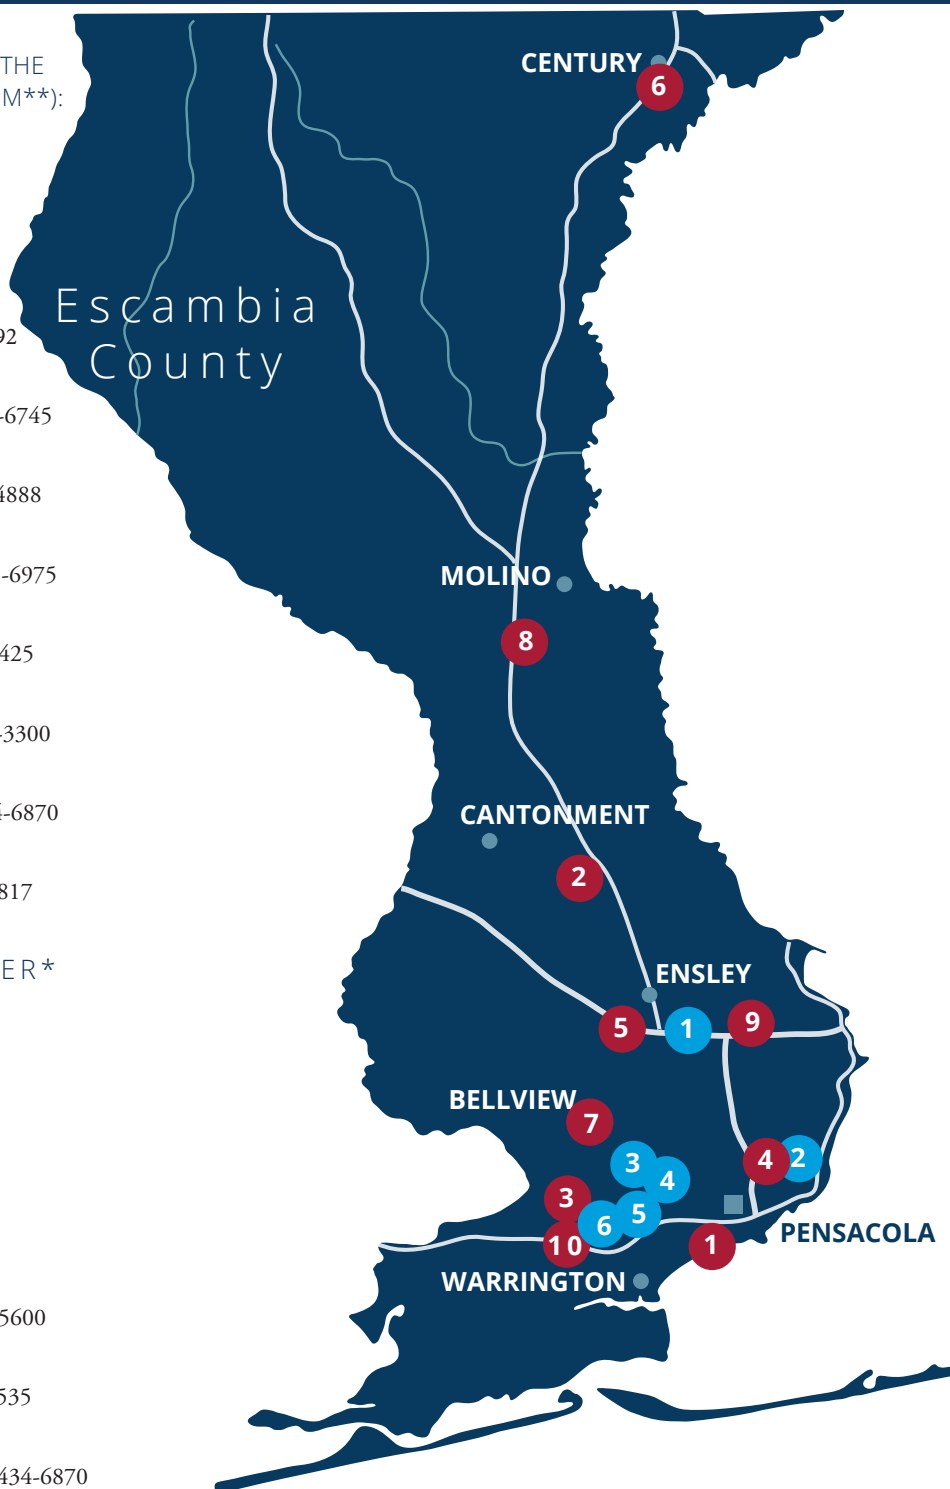 THE
M**):
92
-6745
4888
-6975
425
-3300
4-6870
817
ER*
5600
535
434-6870
CENTURY
6
Escambia
County
MOLINO
8
CANTONMENT
2
ENSLEY
5
1
9
BELLVIEW
7
3
4
4
2
3
6
5
10
1
PENSACOLA
WARRINGTON